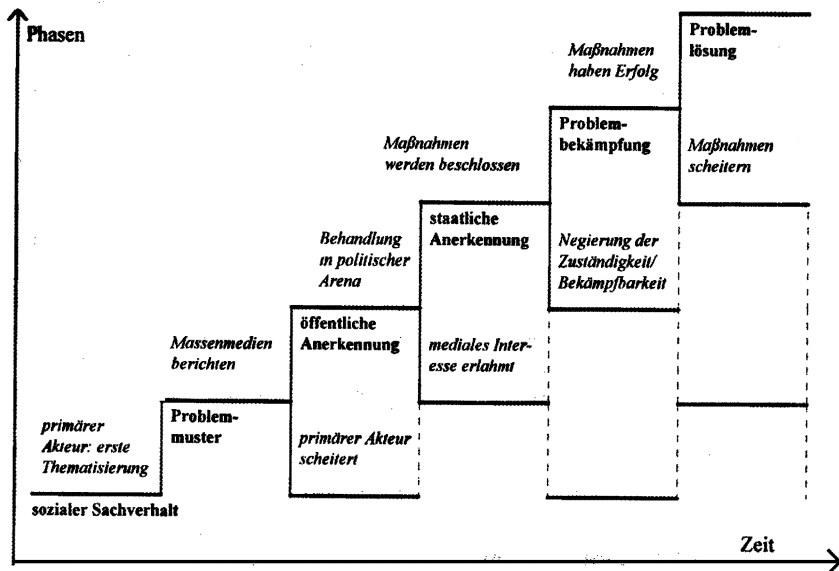 Phasen
Problem-
lösung
Maßnahmen
haben Erfolg
Problem-
bekämpfung
Maßnahmen
scheitern
Maßnahmen
werden beschlossen
staatliche
Anerkennung
Negierung der
Zuständigkeit/
Bekämpfbarkeit
Behandlung
in politischer
Arena
öffentliche
Anerkennung
mediales Inter-
esse erlahmt
Massenmedien
berichten
Problem-
muster
primärer Akteur
scheitert
primärer
Akteur: erste
Thematisierung
sozialer Sachverhalt
Zeit